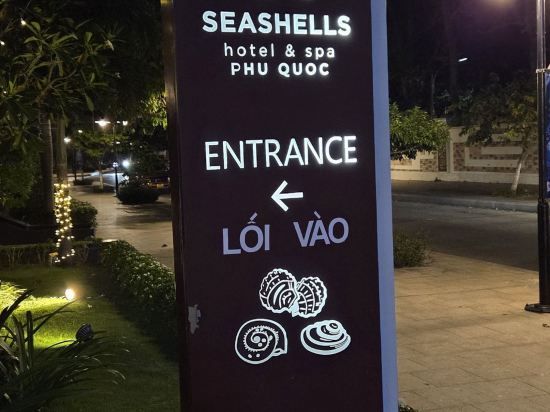 SEASHELLS
hotel & spa
PHU QUOC
ENTRANCE
LỐI VÀO